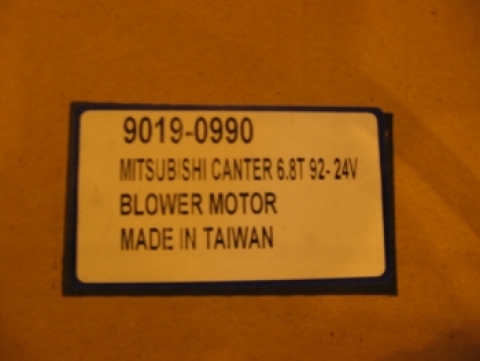 9019-0990
MITSUBISHI CANTER 6.8T 92- 24V
BLOWER MOTOR
MADE IN TAIWAN